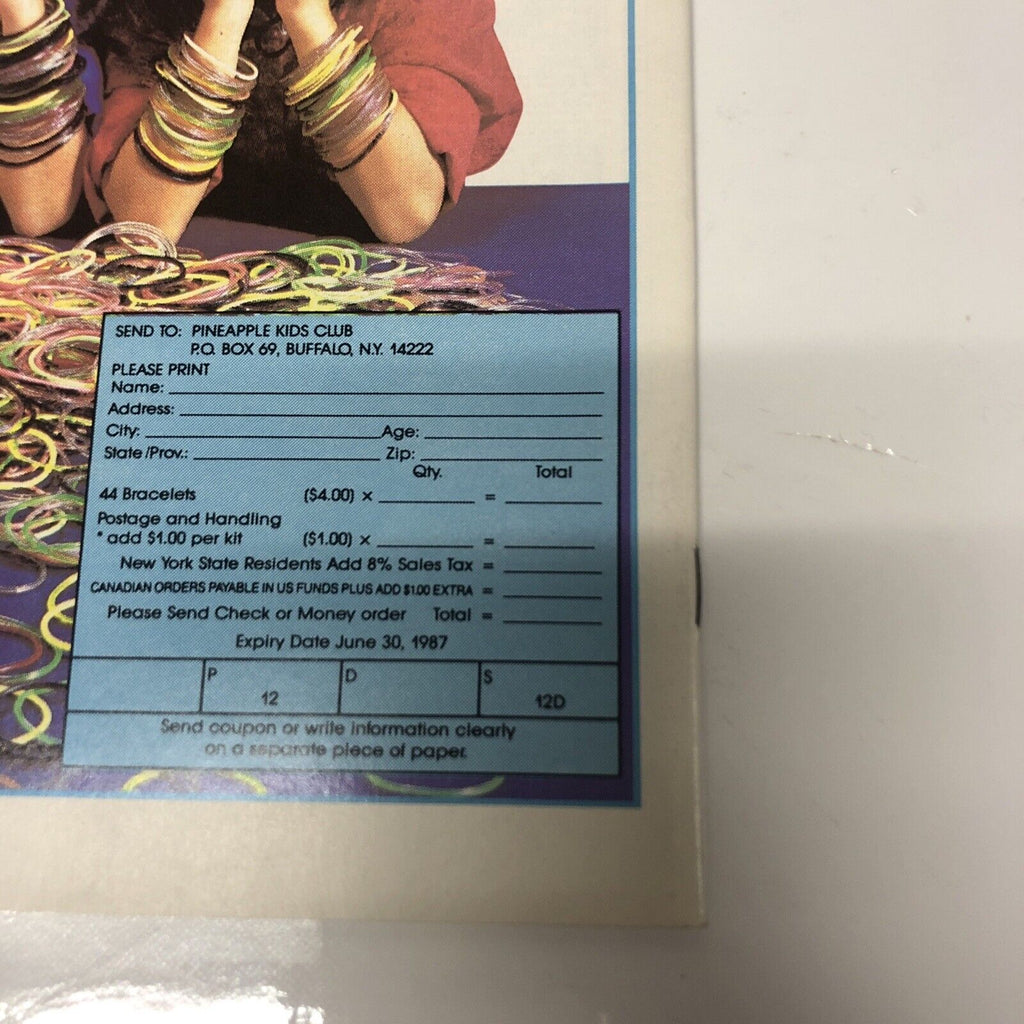 SEND TO: PINEAPPLE KIDS CLUB
P.O. BOX 69, BUFFALO, N.Y. 14222
PLEASE PRINT
Name:
Address:
City: Age:
State/Prov.: Zip:
Qty. Total
44 Bracelets ($4.00) × =
Postage and Handling
* add $1.00 per kit ($1.00) × =
New York State Residents Add 8% Sales Tax =
CANADIAN ORDERS PAYABLE IN US FUNDS PLUS ADD $1.00 EXTRA =
Please Send Check or Money order Total =
Expiry Date June 30, 1987
P D S
12 12D
Send coupon or write information clearly
on a separate piece of paper.